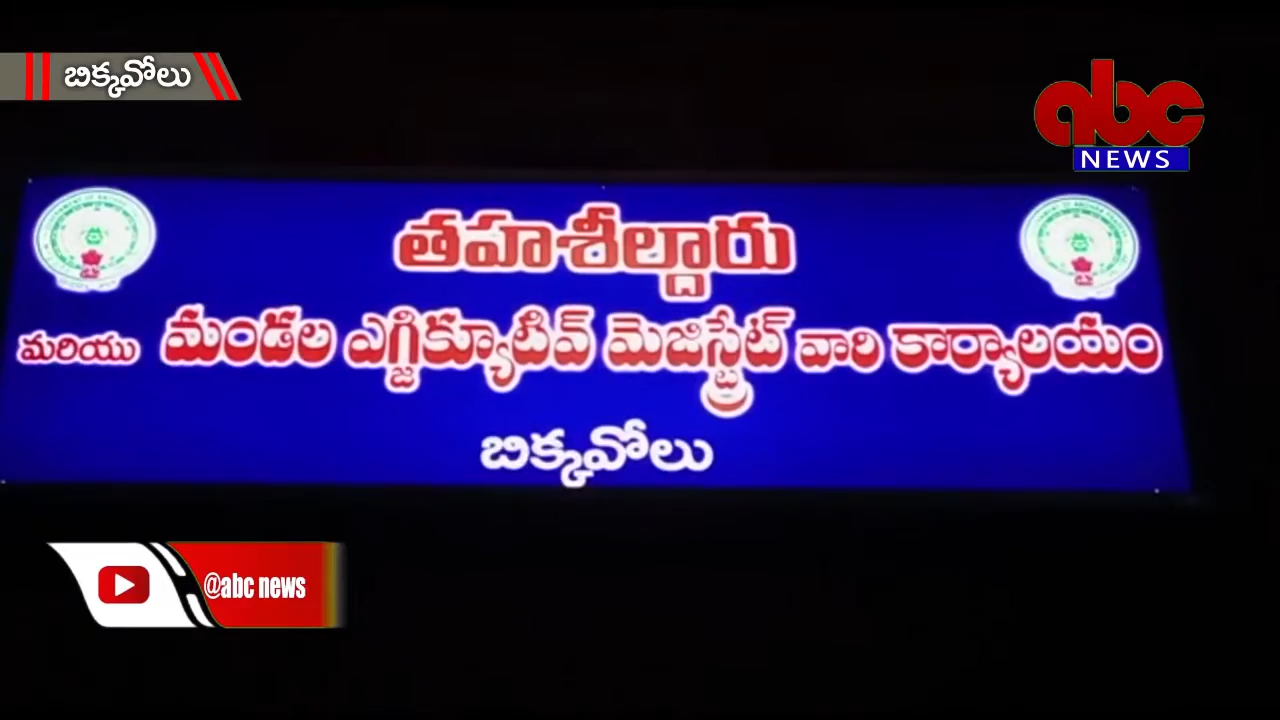 బిక్కవోలు
abc
NEWS
తహశీల్దారు
మరియు మండల ఎగ్జిక్యూటివ్ మెజిస్ట్రేట్ వారి కార్యాలయం
బిక్కవోలు
@abc news